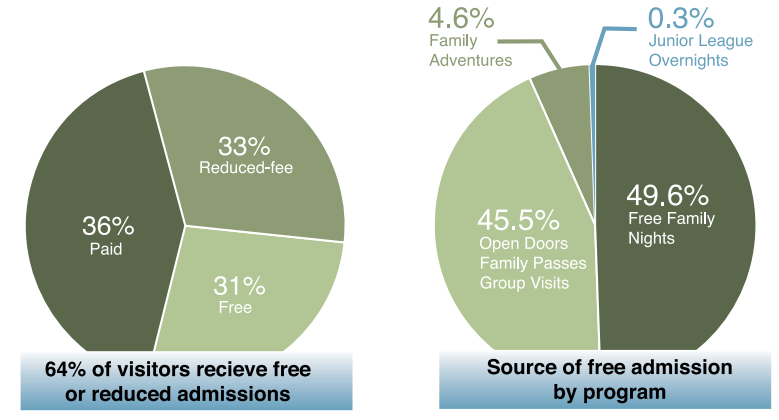 33%
Reduced-fee
36%
Paid
31%
Free
64% of visitors recieve free
or reduced admissions
4.6%
Family
Adventures
0.3%
Junior League
Overnights
49.6%
Free Family
Nights
45.5%
Open Doors
Family Passes
Group Visits
Source of free admission
by program